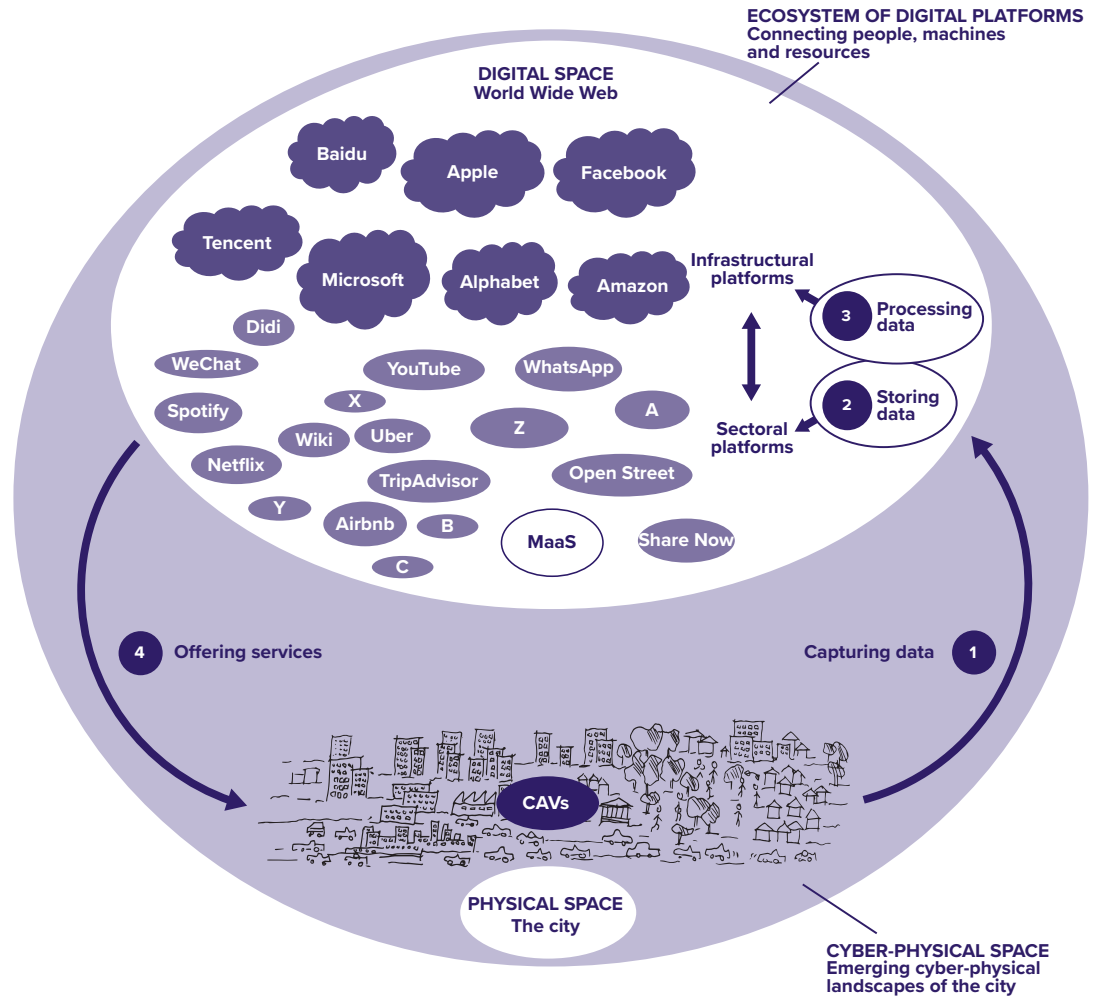 ECOSYSTEM OF DIGITAL PLATFORMS
Connecting people, machines
and resources
DIGITAL SPACE
World Wide Web
Baidu
Apple
Facebook
Tencent
Microsoft
Alphabet
Amazon
Infrastructural
platforms
3
Processing
data
Didi
WeChat
YouTube
WhatsApp
X
A
2
Storing
data
Spotify
Wiki
Uber
Z
Sectoral
platforms
Netflix
TripAdvisor
Open Street
Y
Airbnb
B
MaaS
Share Now
C
4
Offering services
Capturing data
1
CAVs
PHYSICAL SPACE
The city
CYBER-PHYSICAL SPACE
Emerging cyber-physical
landscapes of the city